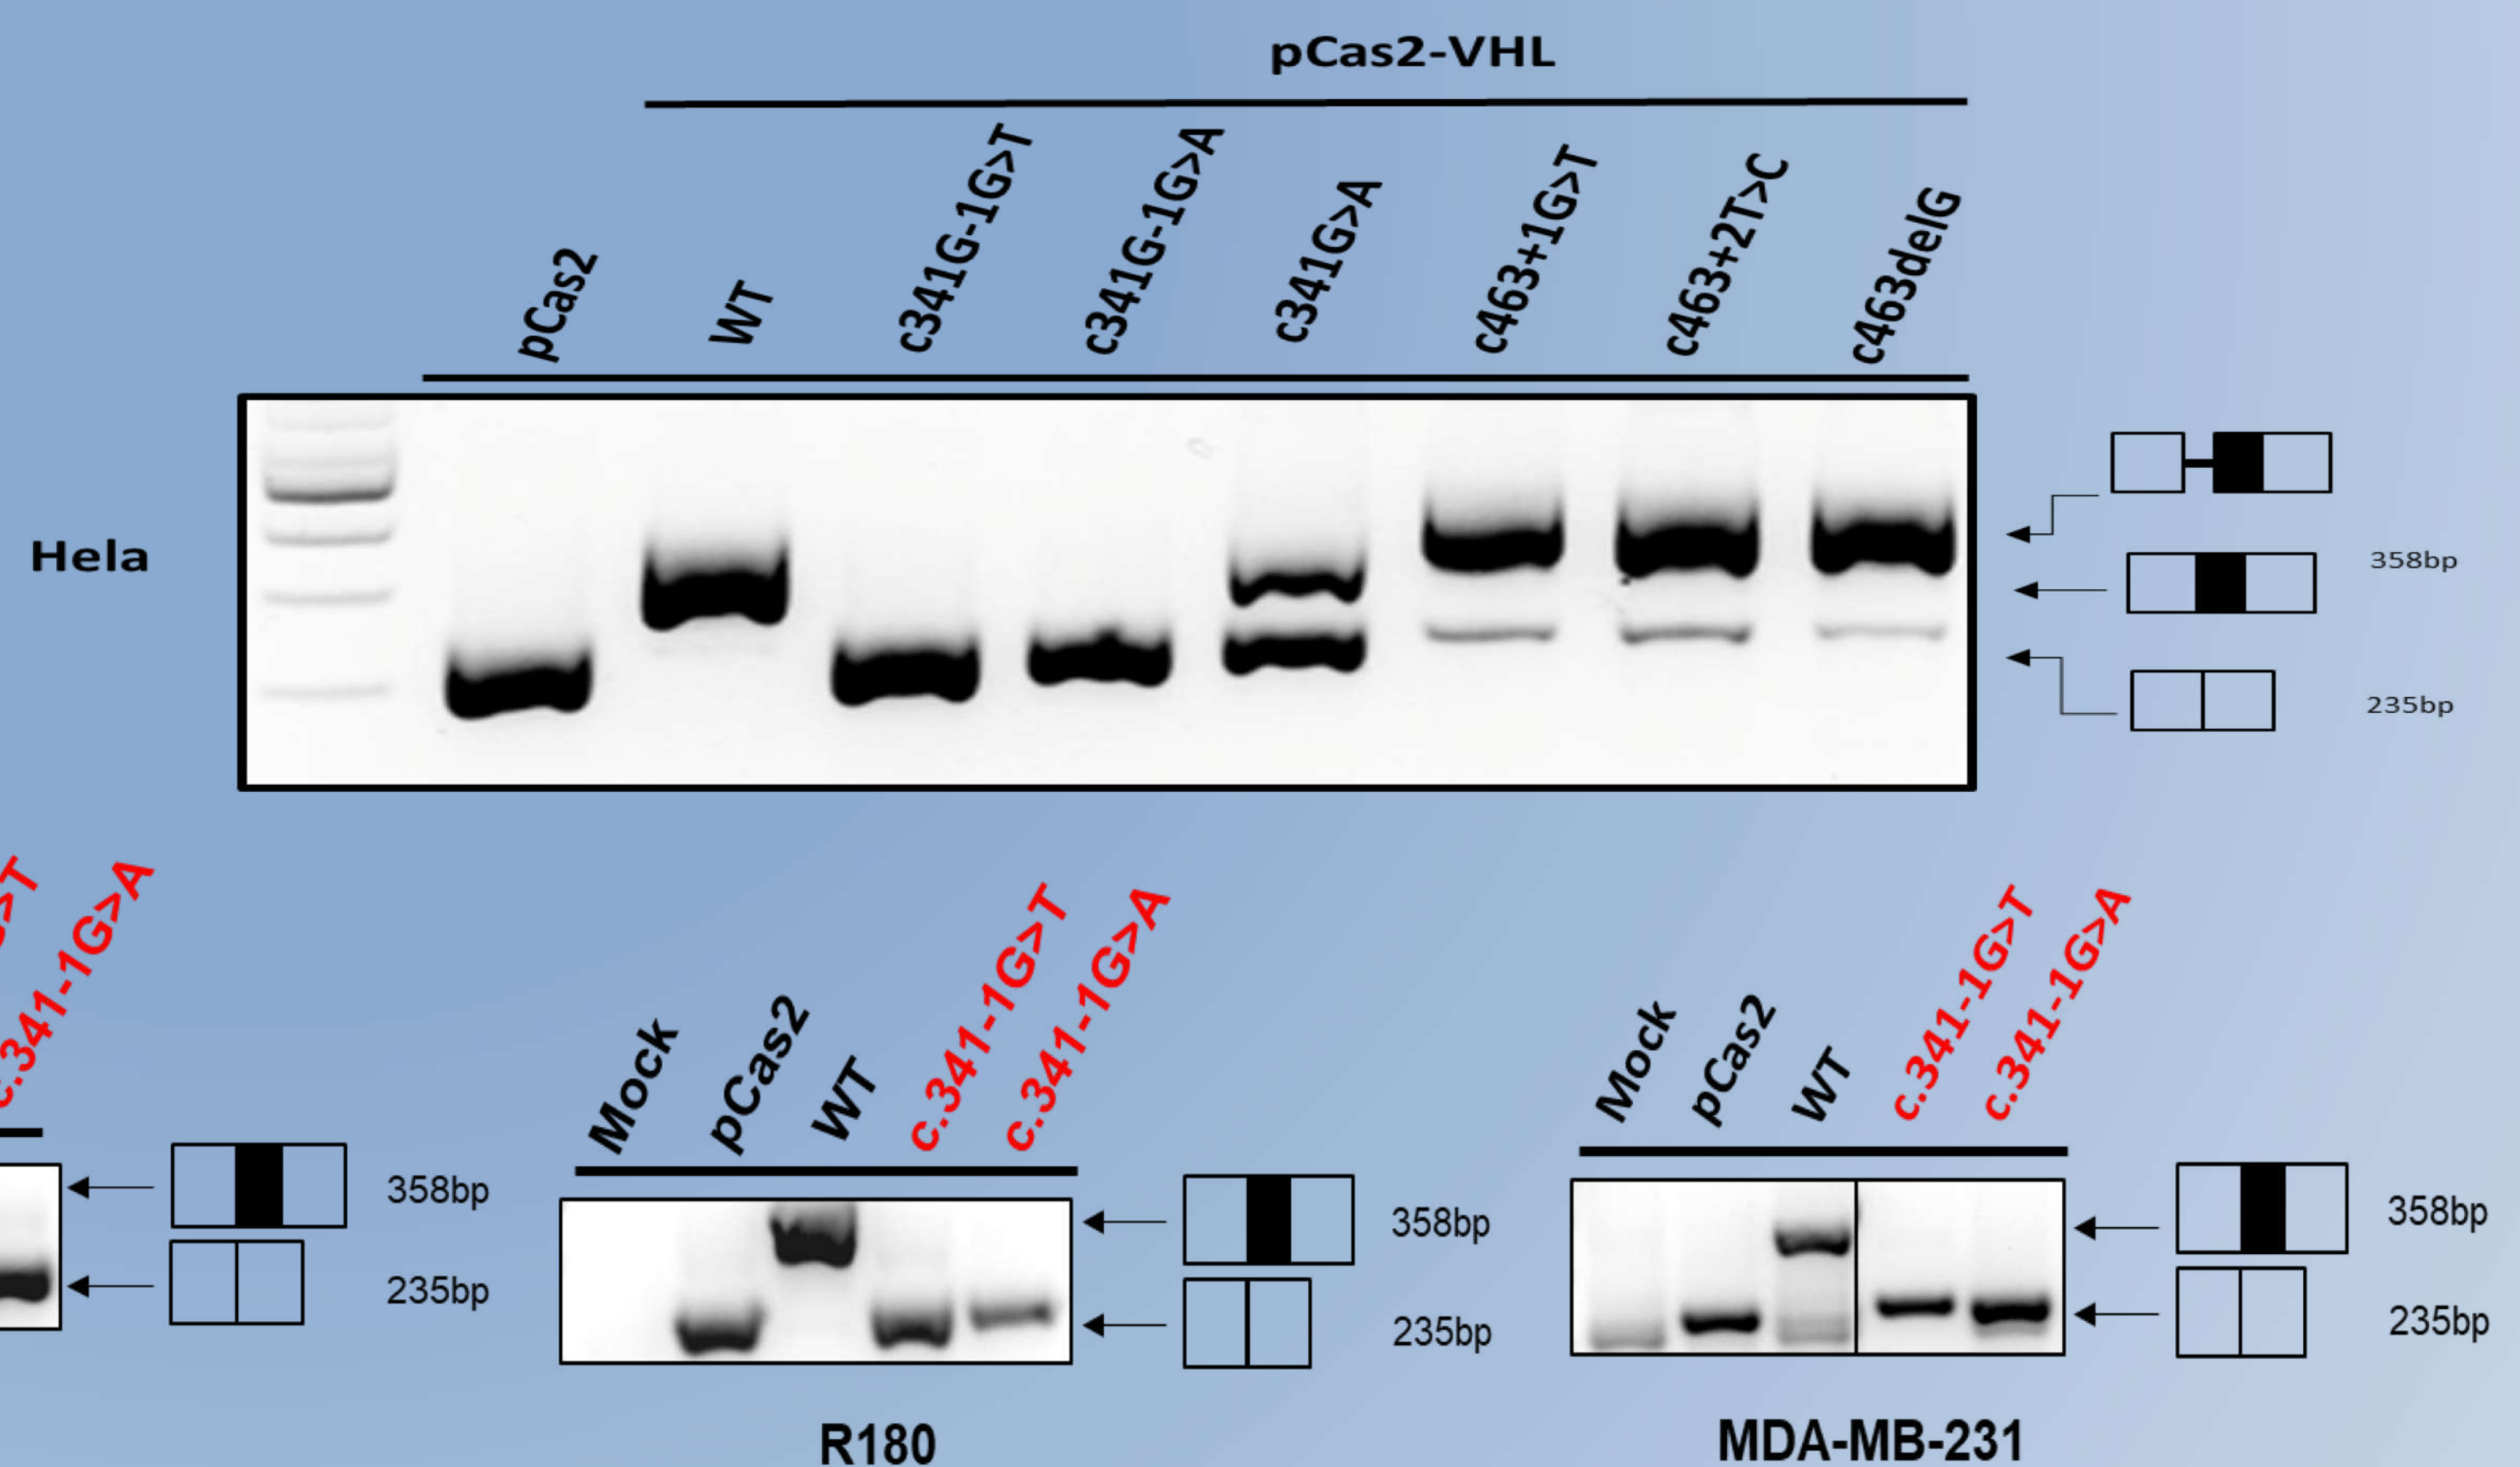 pCas2-VHL
pCas2
WT
c341G-1G>T
c341G-1G>A
c341G>A
c463+1G>T
c463+2T>C
c463delG
Hela
358bp
235bp
>T
c.341-1G>A
358bp
235bp
Mock
pCas2
WT
c.341-1G>T
c.341-1G>A
358bp
235bp
R180
Mock
pCas2
WT
c.341-1G>T
c.341-1G>A
358bp
235bp
MDA-MB-231